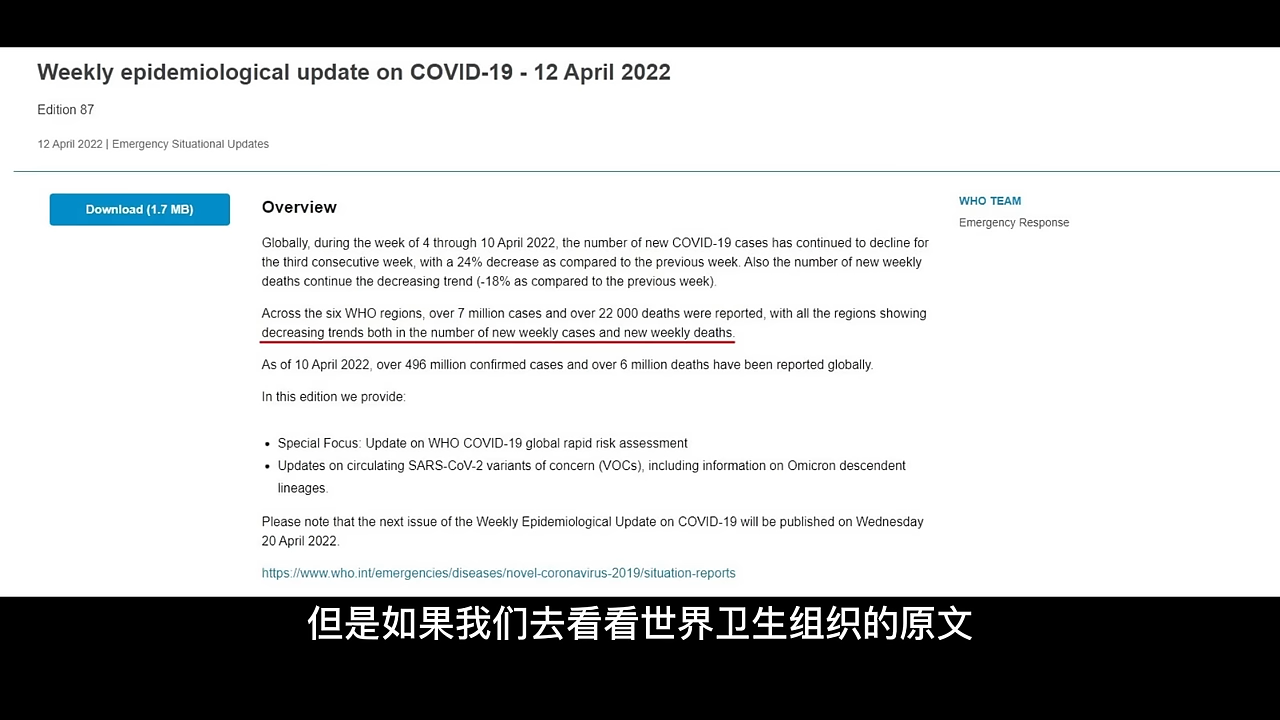 Weekly epidemiological update on COVID-19 - 12 April 2022
Edition 87
12 April 2022 | Emergency Situational Updates
Download (1.7 MB)
Overview
Globally, during the week of 4 through 10 April 2022, the number of new COVID-19 cases has continued to decline for
the third consecutive week, with a 24% decrease as compared to the previous week. Also the number of new weekly
deaths continue the decreasing trend (-18% as compared to the previous week).
Across the six WHO regions, over 7 million cases and over 22 000 deaths were reported, with all the regions showing
decreasing trends both in the number of new weekly cases and new weekly deaths.
As of 10 April 2022, over 496 million confirmed cases and over 6 million deaths have been reported globally.
In this edition we provide:
• Special Focus: Update on WHO COVID-19 global rapid risk assessment
• Updates on circulating SARS-CoV-2 variants of concern (VOCs), including information on Omicron descendent
lineages.
Please note that the next issue of the Weekly Epidemiological Update on COVID-19 will be published on Wednesday
20 April 2022.
https://www.who.int/emergencies/diseases/novel-coronavirus-2019/situation-reports
WHO TEAM
Emergency Response
但是如果我们去看看世界卫生组织的原文